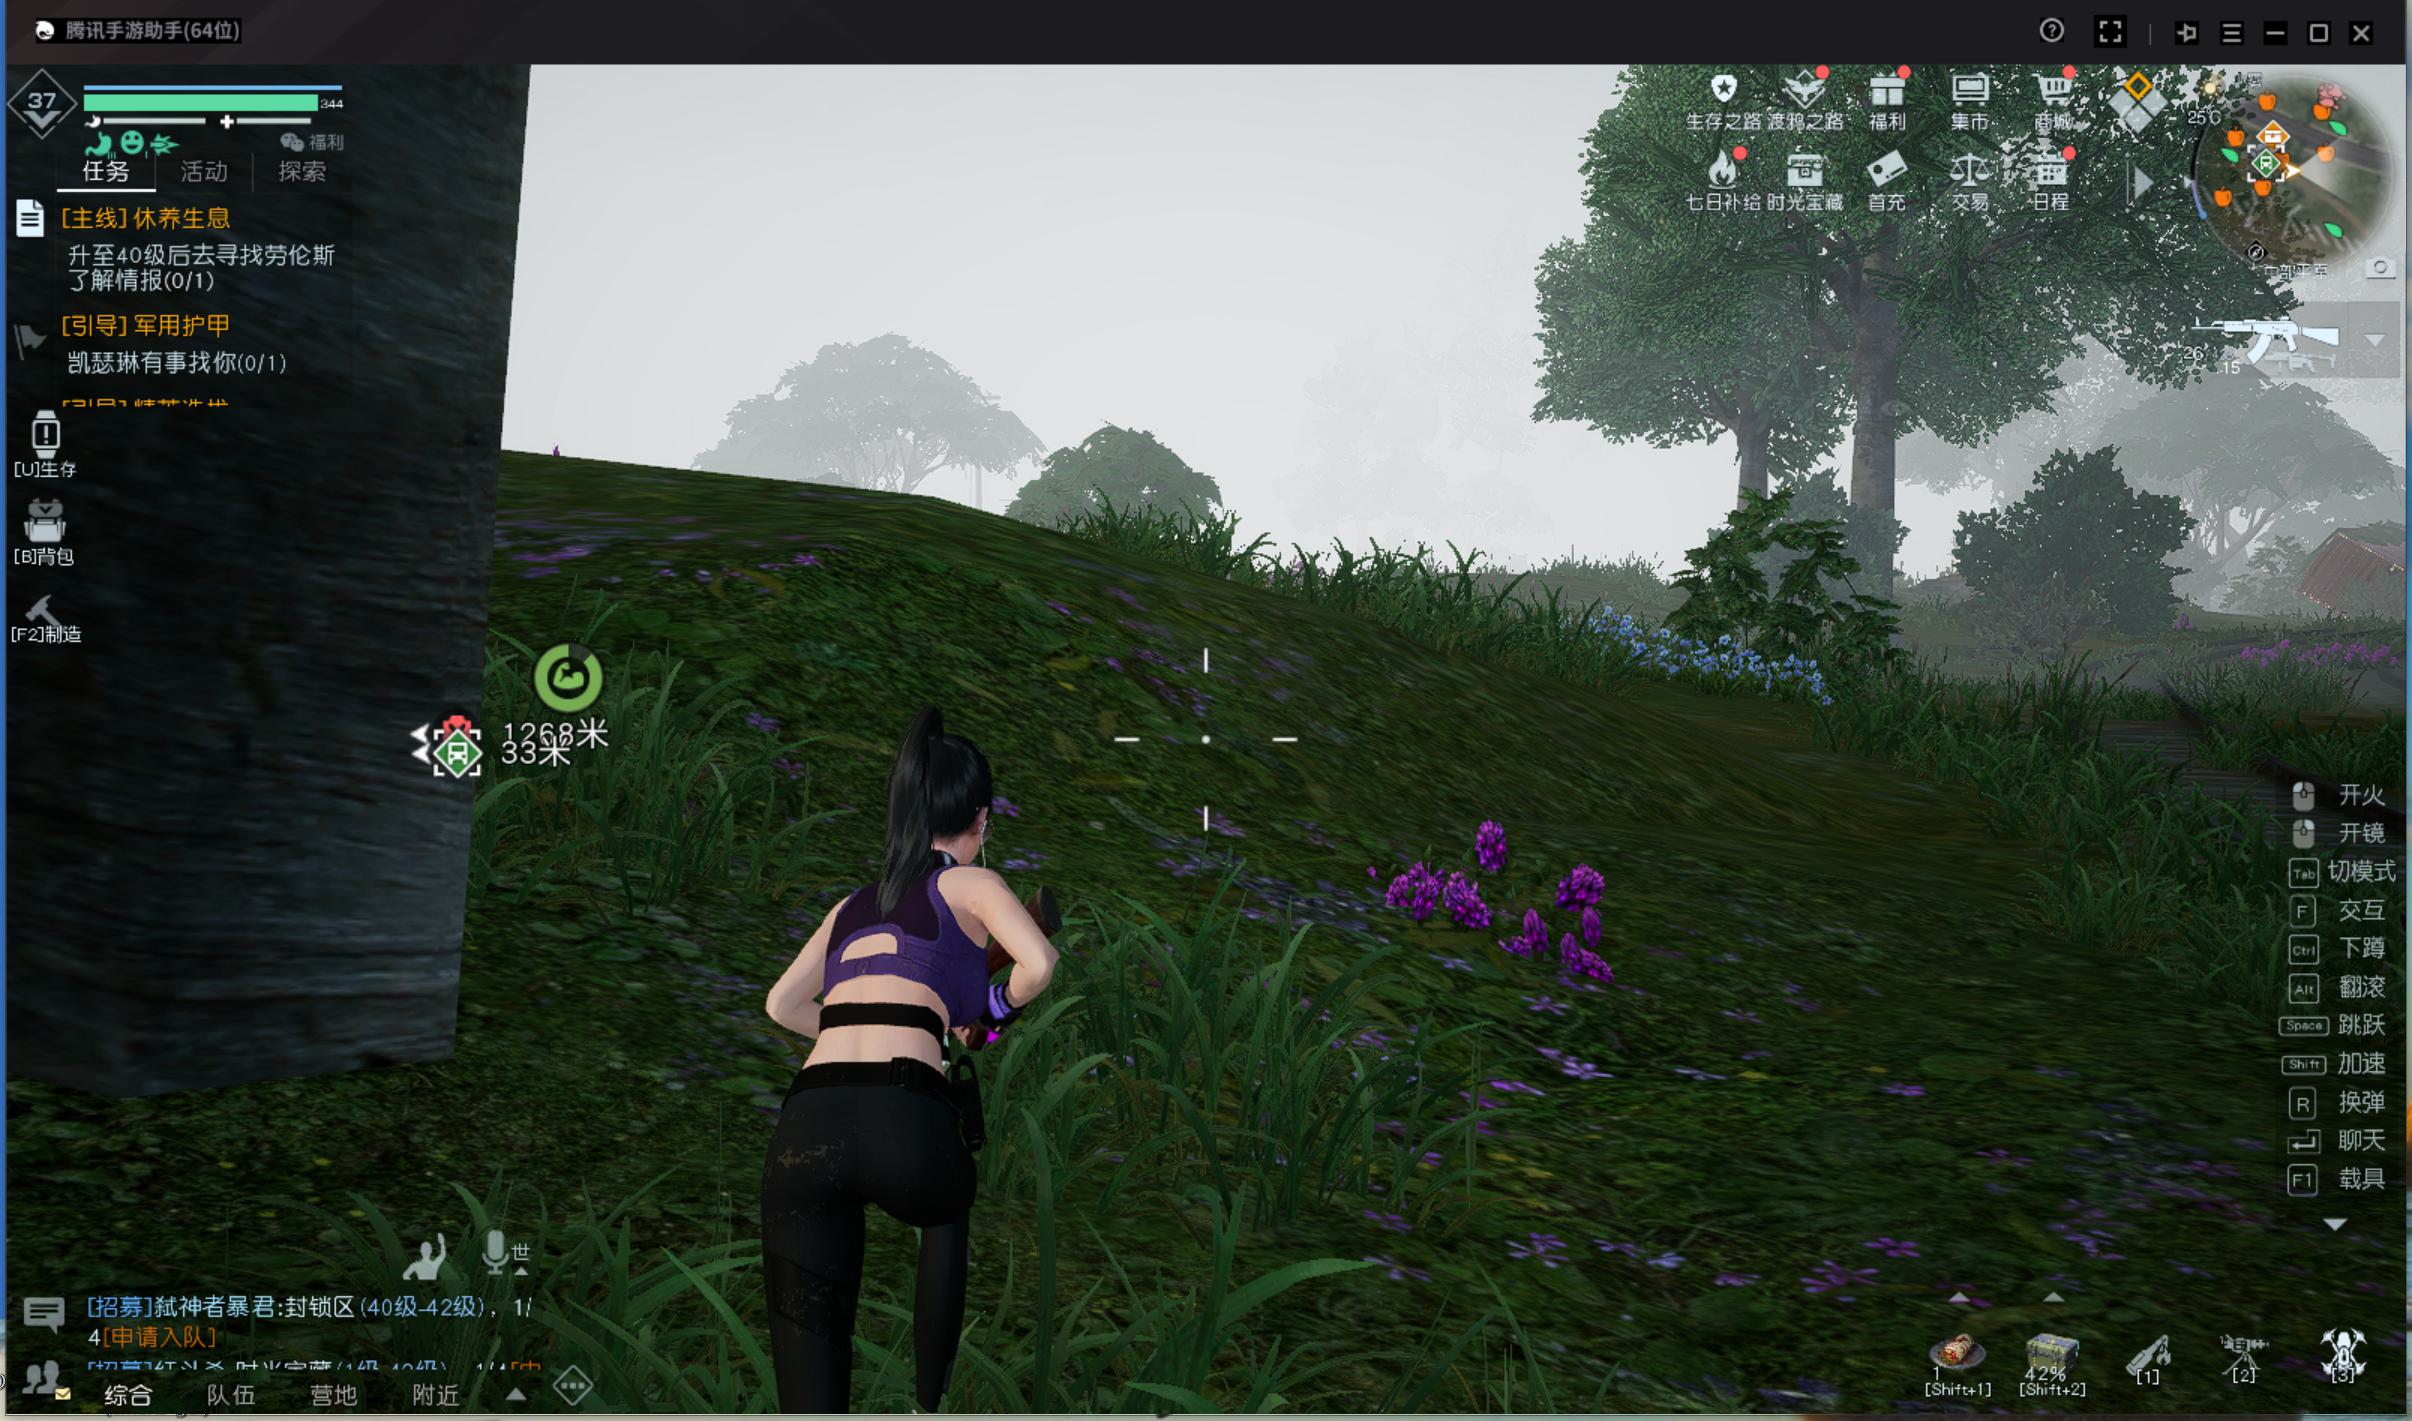 腾讯手游助手(64位)
37
344
福利
任务
活动
探索
[主线] 休养生息
升至40级后去寻找劳伦斯
了解情报(0/1)
[引导] 军用护甲
凯瑟琳有事找你(0/1)
[U]生存
[B]背包
[F2]制造
生存之路
渡鸦之路
福利
集市
商城
25℃
七日补给
时光宝藏
首充
交易
日程
中部平原
26
15
1268米
33米
开火
开镜
Tab 切模式
F 交互
Ctrl 下蹲
Alt 翻滚
Space 跳跃
Shift 加速
R 换弹
聊天
F1 载具
世
[招募]弑神者暴君:封锁区(40级-42级)，1/
4[申请入队]
综合
队伍
营地
附近
1
[Shift+1]
42%
[Shift+2]
[1]
[2]
[3]